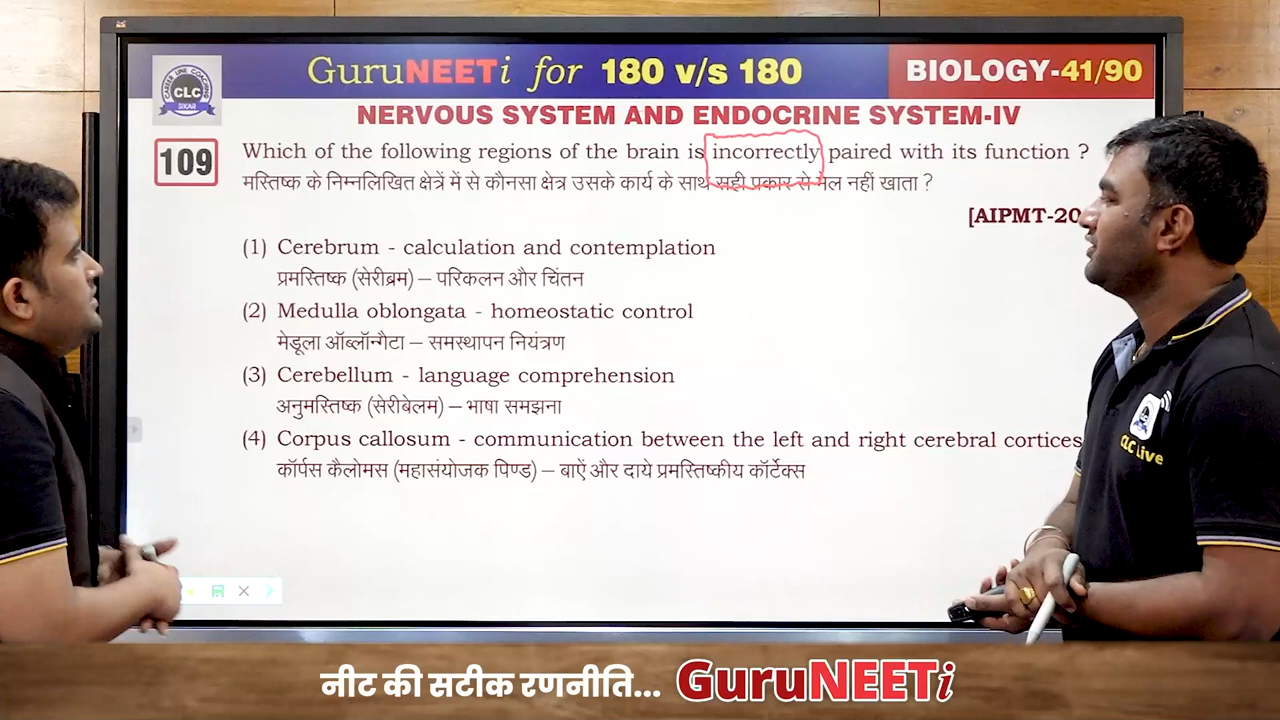 GuruNEETi for 180 v/s 180
BIOLOGY-41/90
CAREER LINE COACHING
CLC
SIKAR
NERVOUS SYSTEM AND ENDOCRINE SYSTEM-IV
109
Which of the following regions of the brain is incorrectly paired with its function ?
मस्तिष्क के निम्नलिखित क्षेत्रें में से कौनसा क्षेत्र उसके कार्य के साथ सही प्रकार से मेल नहीं खाता ?
[AIPMT-20
(1) Cerebrum - calculation and contemplation
प्रमस्तिष्क (सेरीब्रम) – परिकलन और चिंतन
(2) Medulla oblongata - homeostatic control
मेडूला ऑब्लॉन्गैटा – समस्थापन नियंत्रण
(3) Cerebellum - language comprehension
अनुमस्तिष्क (सेरीबेलम) – भाषा समझना
(4) Corpus callosum - communication between the left and right cerebral cortices
कॉर्पस कैलोमस (महासंयोजक पिण्ड) – बाऐं और दाये प्रमस्तिष्कीय कॉर्टेक्स
CLC Live
नीट की सटीक रणनीति... GuruNEETi